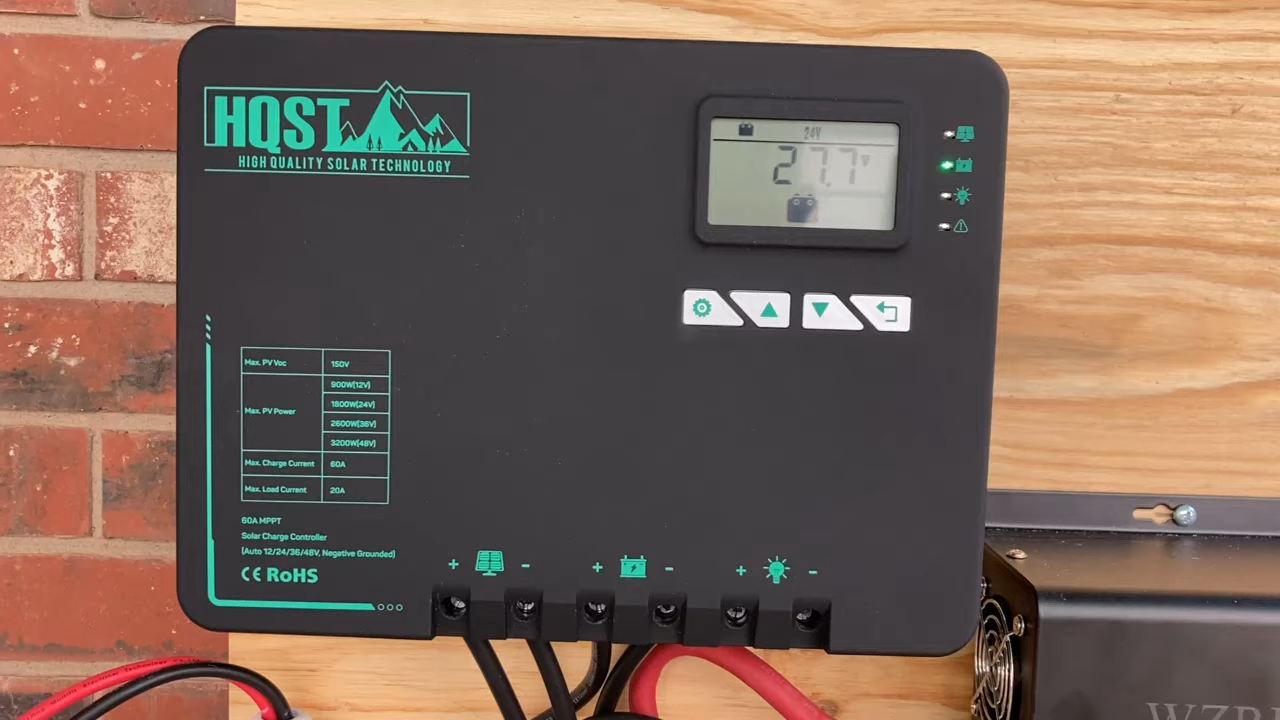 HQST
HIGH QUALITY SOLAR TECHNOLOGY
24V
27.7V
Max. PV Voc 150V
Max. PV Power 900W(12V)
1800W(24V)
2600W(36V)
3200W(48V)
Max. Charge Current 60A
Max. Load Current 20A
60A MPPT
Solar Charge Controller
(Auto 12/24/36/48V, Negative Grounded)
CE RoHS
+ - + - + -